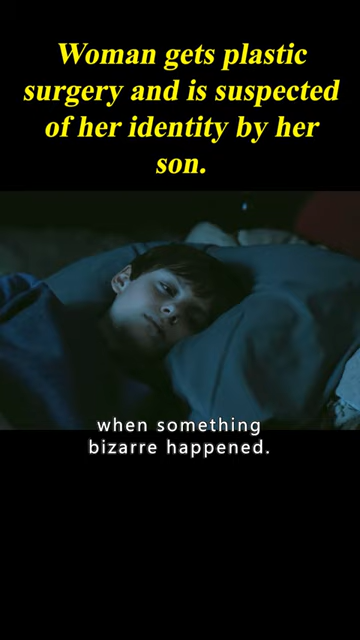 Woman gets plastic
surgery and is suspected
of her identity by her
son.
when something
bizarre happened.